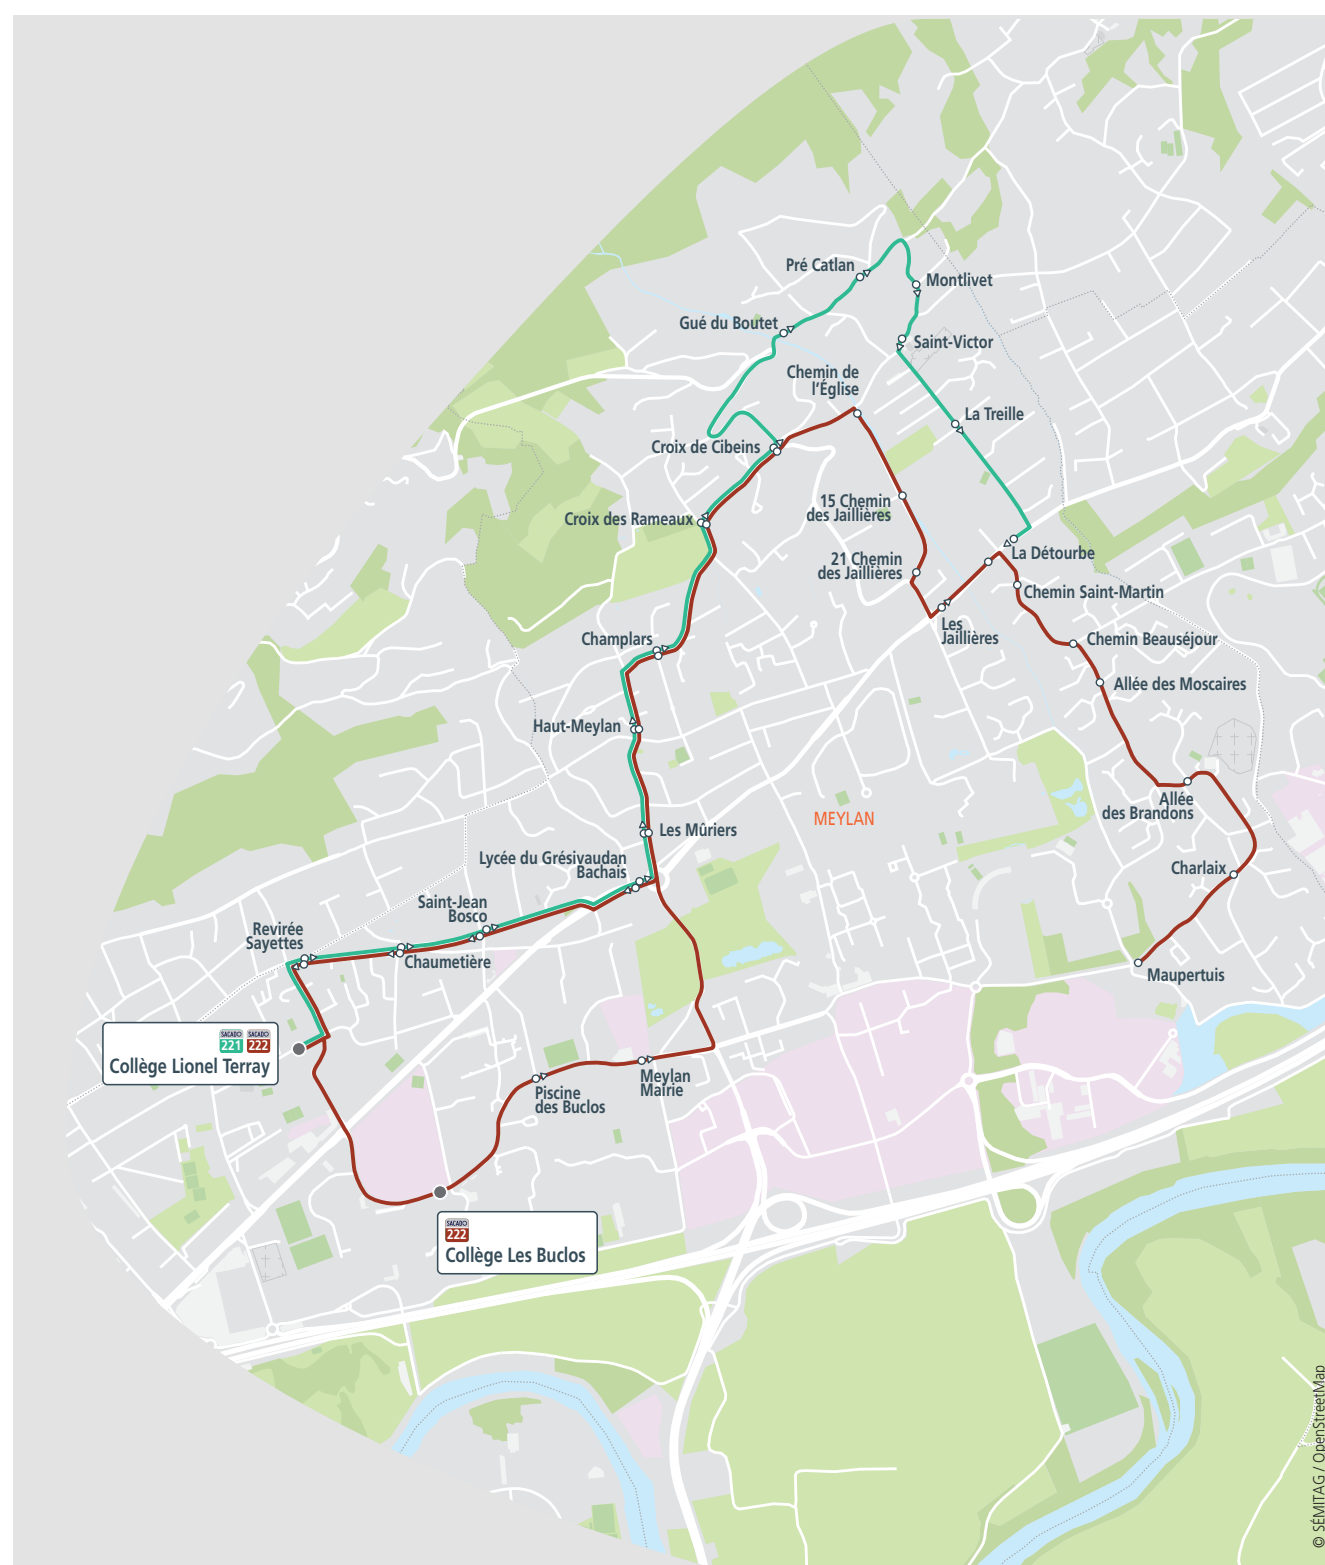 Pré Catlan
Montlivet
Gué du Boutet
Saint-Victor
Chemin de
l'Église
La Treille
Croix de Cibeins
15 Chemin
des Jaillières
Croix des Rameaux
La Détourbe
21 Chemin
des Jaillières
Chemin Saint-Martin
Les
Jaillières
Champlars
Chemin Beauséjour
Allée des Moscaires
Haut-Meylan
Allée
des Brandons
MEYLAN
Les Mûriers
Lycée du Grésivaudan
Bachais
Charlaix
Saint-Jean
Bosco
Revirée
Sayettes
Chaumetière
Maupertuis
SACADO SACADO
221 222
Collège Lionel Terray
Meylan
Mairie
Piscine
des Buclos
SACADO
222
Collège Les Buclos
© SÉMITAG / OpenStreetMap